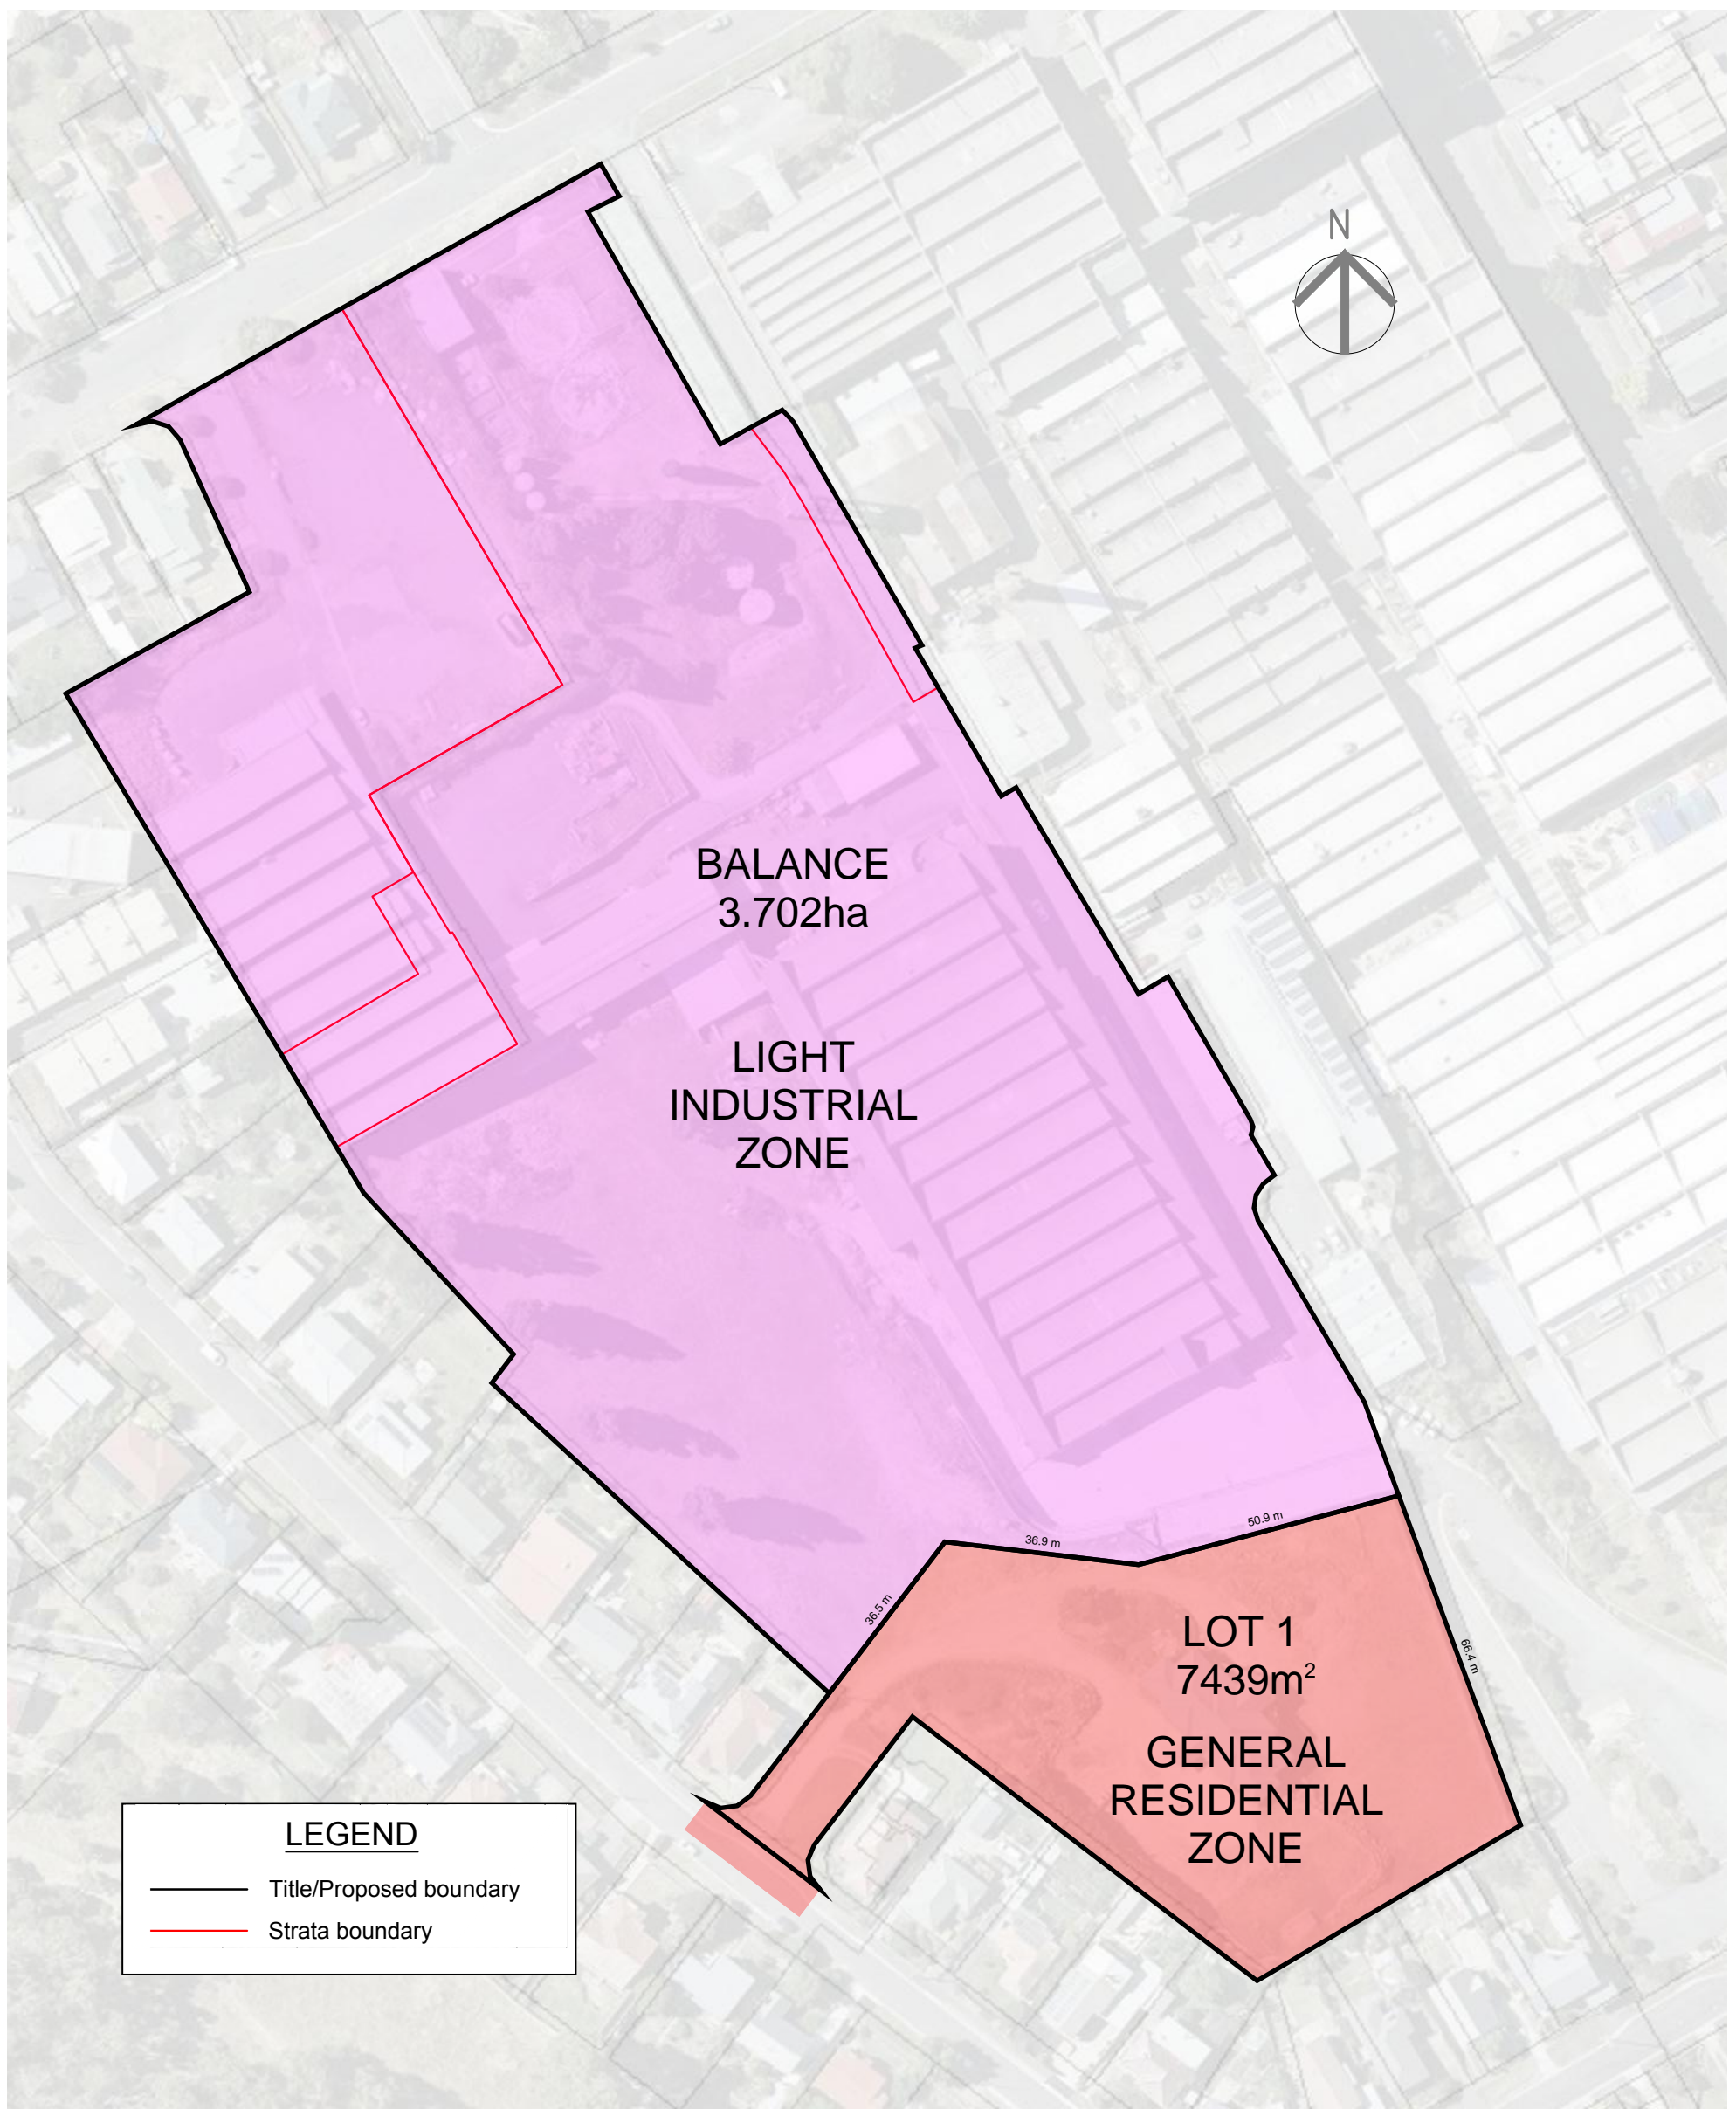 N
BALANCE
3.702ha
LIGHT
INDUSTRIAL
ZONE
50.9 m
36.9 m
36.5 m
66.4 m
LOT 1
7439m²
GENERAL
RESIDENTIAL
ZONE
LEGEND
Title/Proposed boundary
Strata boundary